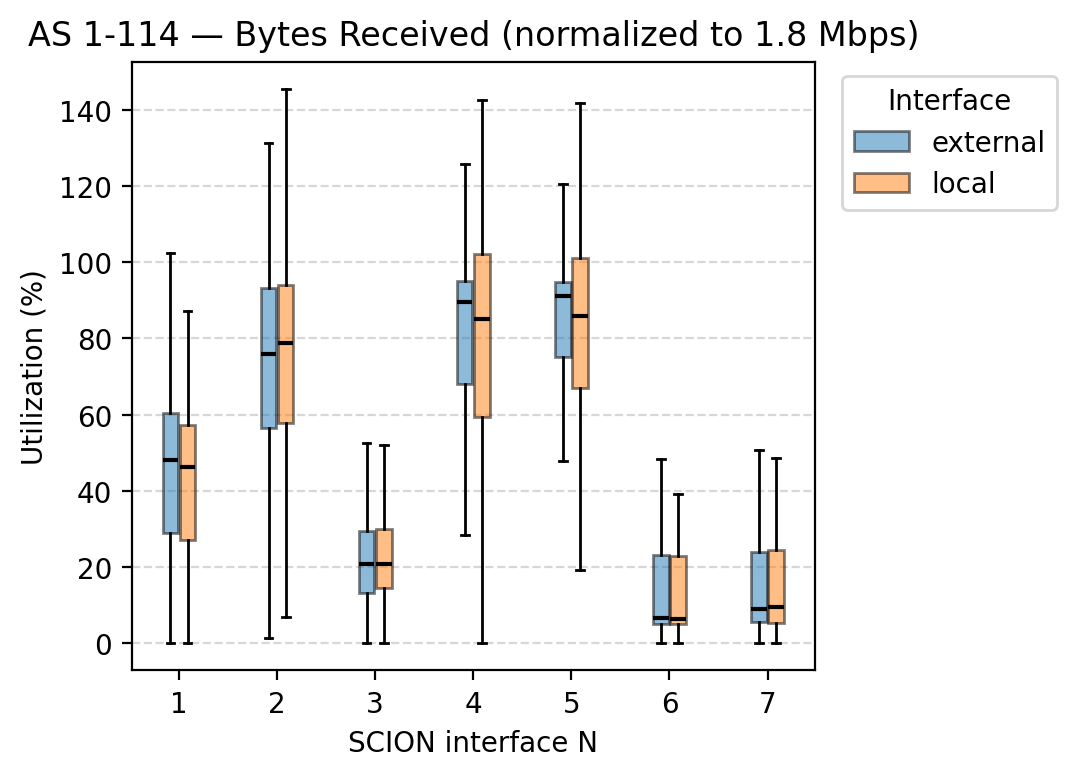 AS 1-114 — Bytes Received (normalized to 1.8 Mbps)
Interface
external
local
Utilization (%)
140
120
100
80
60
40
20
0
1 2 3 4 5 6 7
SCION interface N